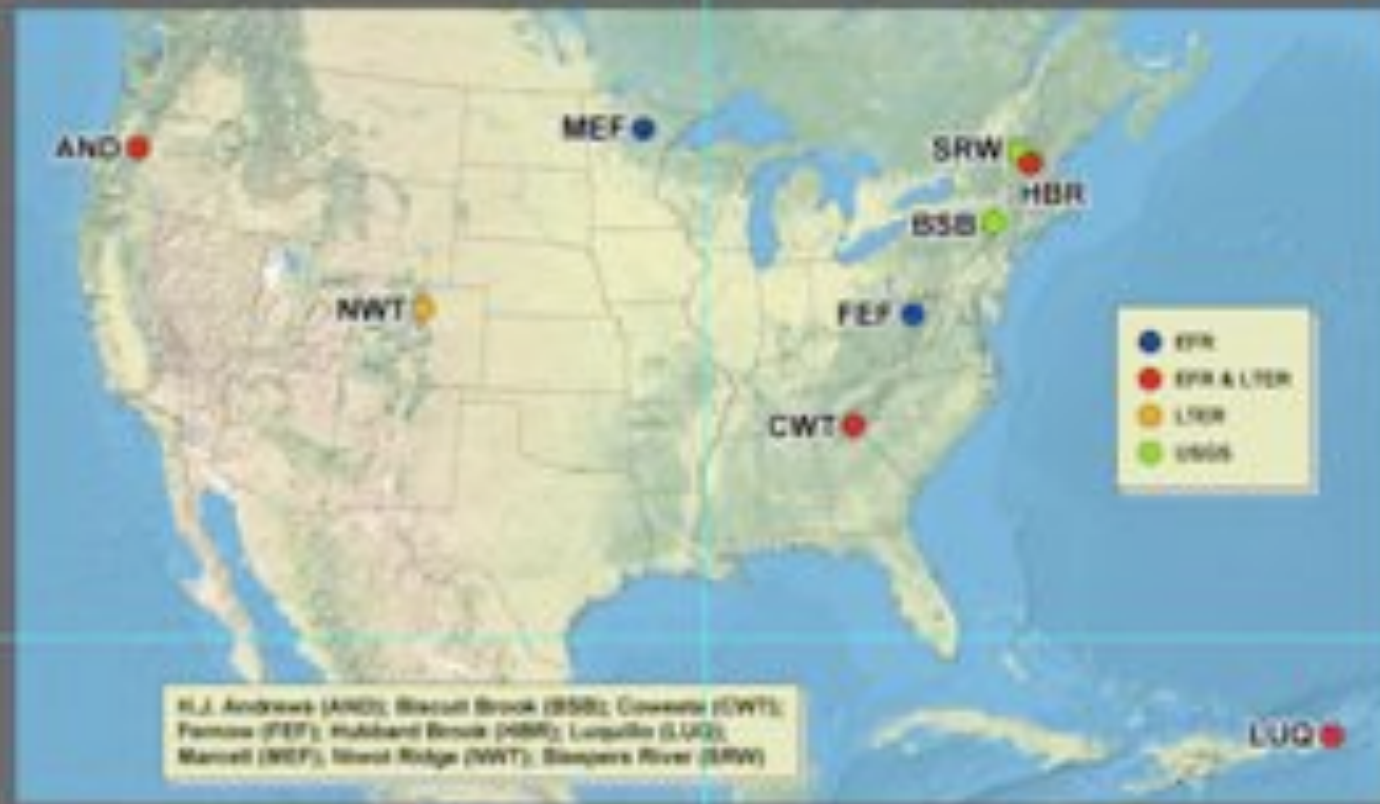 MEF
AND
SRW
HBR
BSB
NWT
FEF
EFR
EFR & LTER
CWT
LTER
USGS
H.J. Andrews (AND); Biscuit Brook (BSB); Coweeta (CWT);
Fernow (FEF); Hubbard Brook (HBR); Luquillo (LUQ);
Marcell (MEF); Niwot Ridge (NWT); Sleepers River (SRW)
LUQ